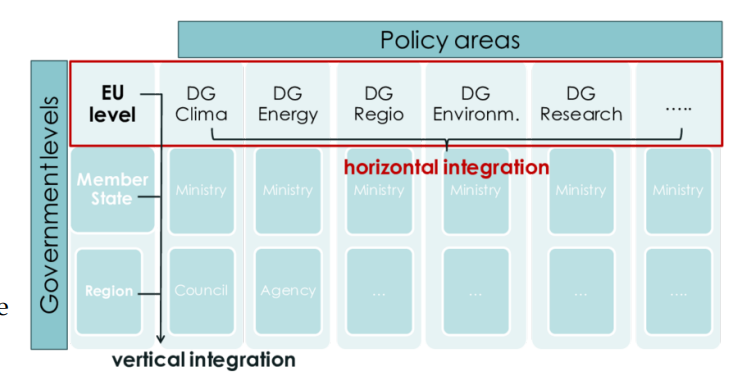 Policy areas
Government levels
EU level
DG Clima
DG Energy
DG Regio
DG Environm.
DG Research
.....
horizontal integration
Member State
Ministry
Ministry
Ministry
Ministry
Ministry
Ministry
Region
Council
Agency
...
...
...
....
e
vertical integration